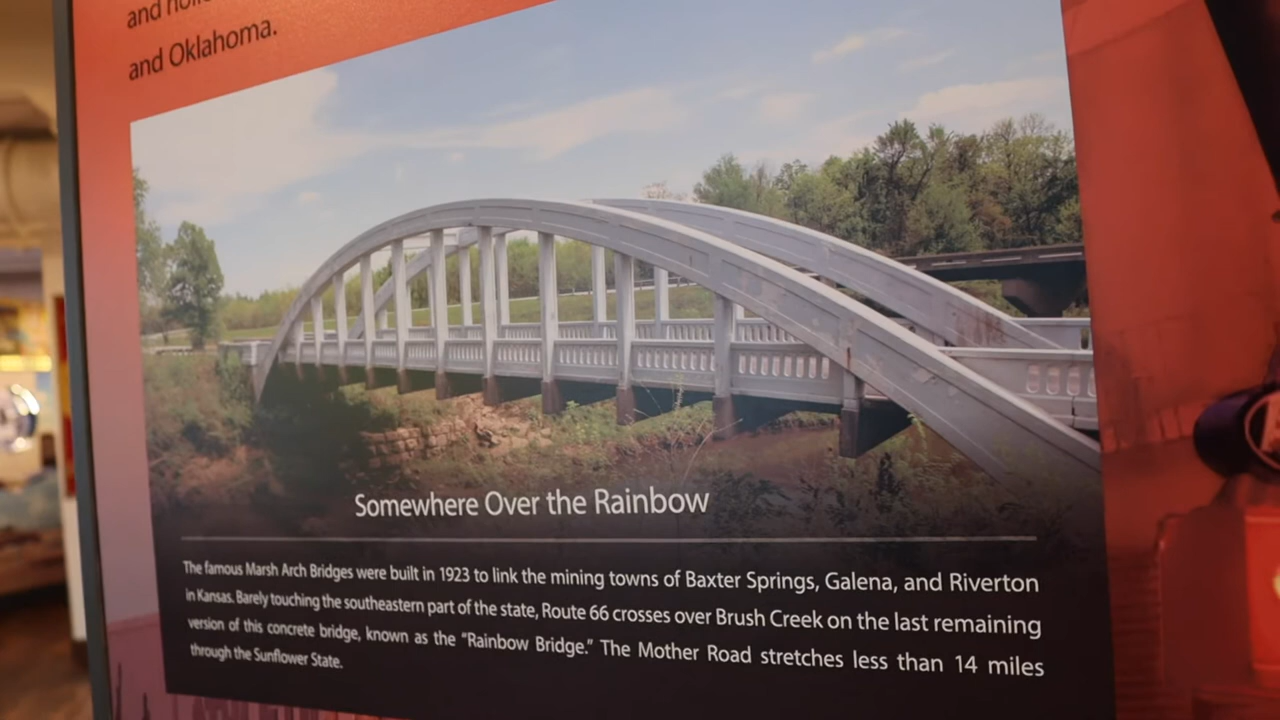 and
and Oklahoma.
Somewhere Over the Rainbow
The famous Marsh Arch Bridges were built in 1923 to link the mining towns of Baxter Springs, Galena, and Riverton
in Kansas. Barely touching the southeastern part of the state, Route 66 crosses over Brush Creek on the last remaining
version of this concrete bridge, known as the “Rainbow Bridge.” The Mother Road stretches less than 14 miles
through the Sunflower State.